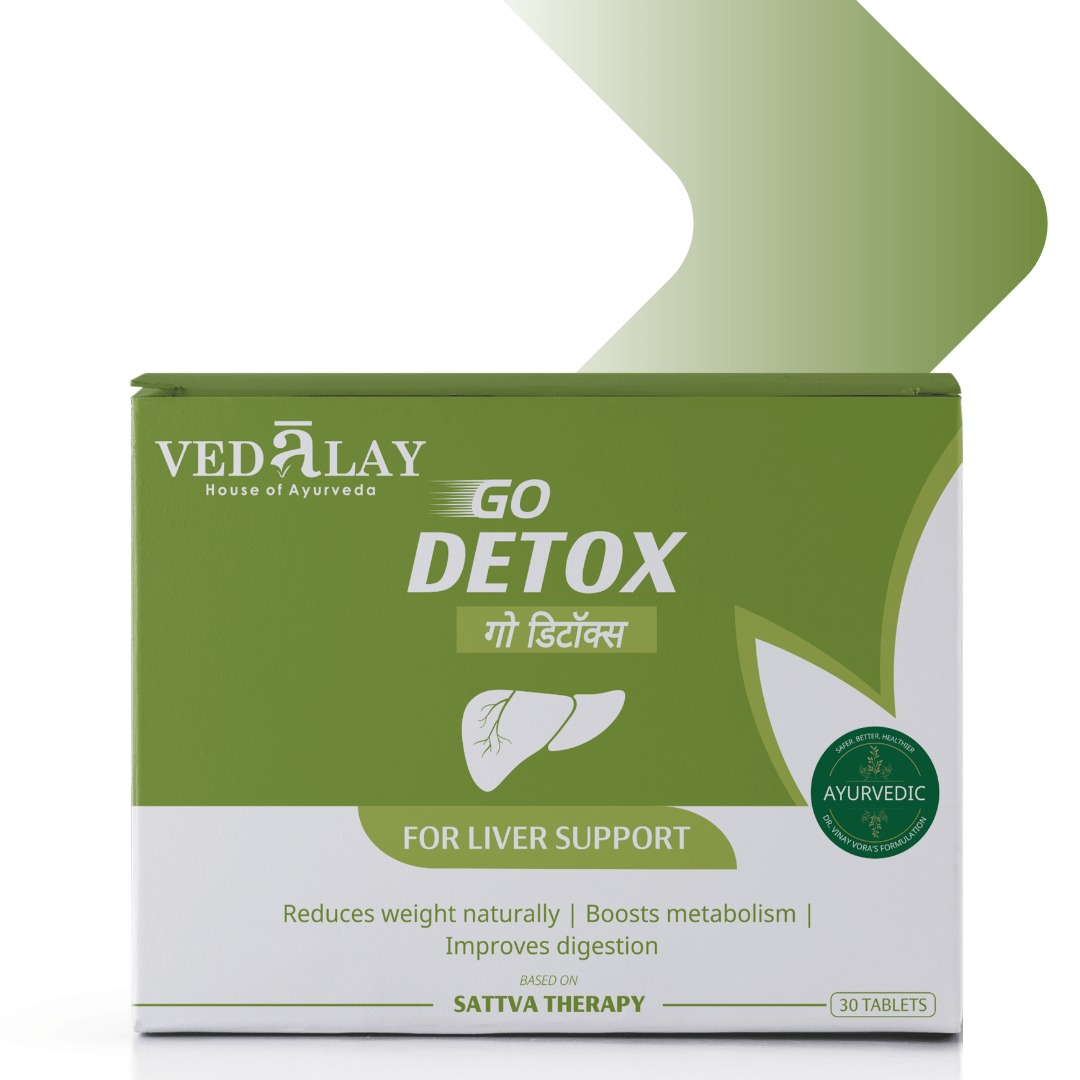 VEDĀLAY
House of Ayurveda
GO
DETOX
गो डिटॉक्स
FOR LIVER SUPPORT
SAFER. BETTER. HEALTHIER
AYURVEDIC
DR. VINAY VORA'S FORMULATION
Reduces weight naturally | Boosts metabolism |
Improves digestion
BASED ON
SATTVA THERAPY
30 TABLETS